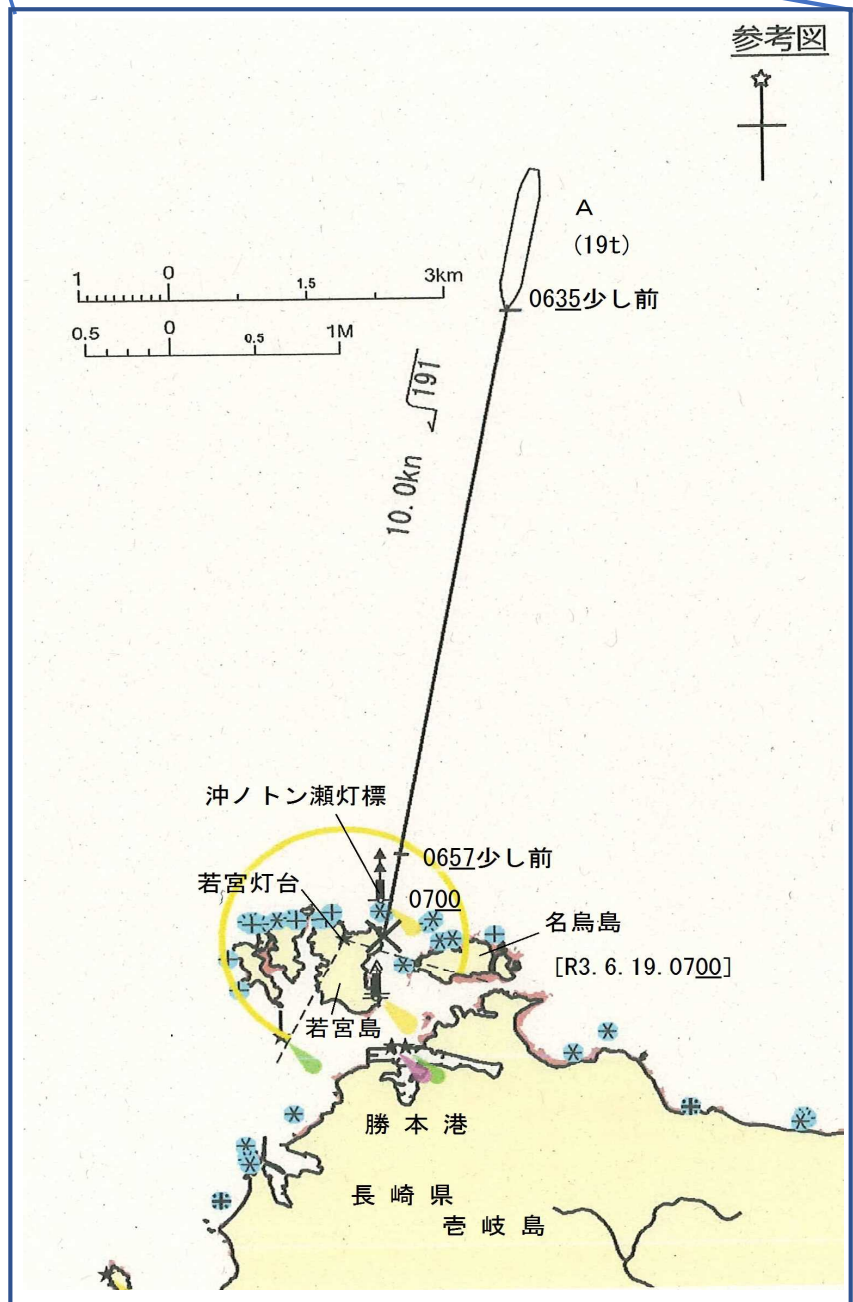 参考図
A
(19t)
1 0 1.5 3km
0635少し前
0.5 0 0.5 1M
191
10.0kn
沖ノトン瀬灯標
0657少し前
若宮灯台
0700
名烏島
[R3.6.19.0700]
若宮島
勝本港
長崎県
壱岐島